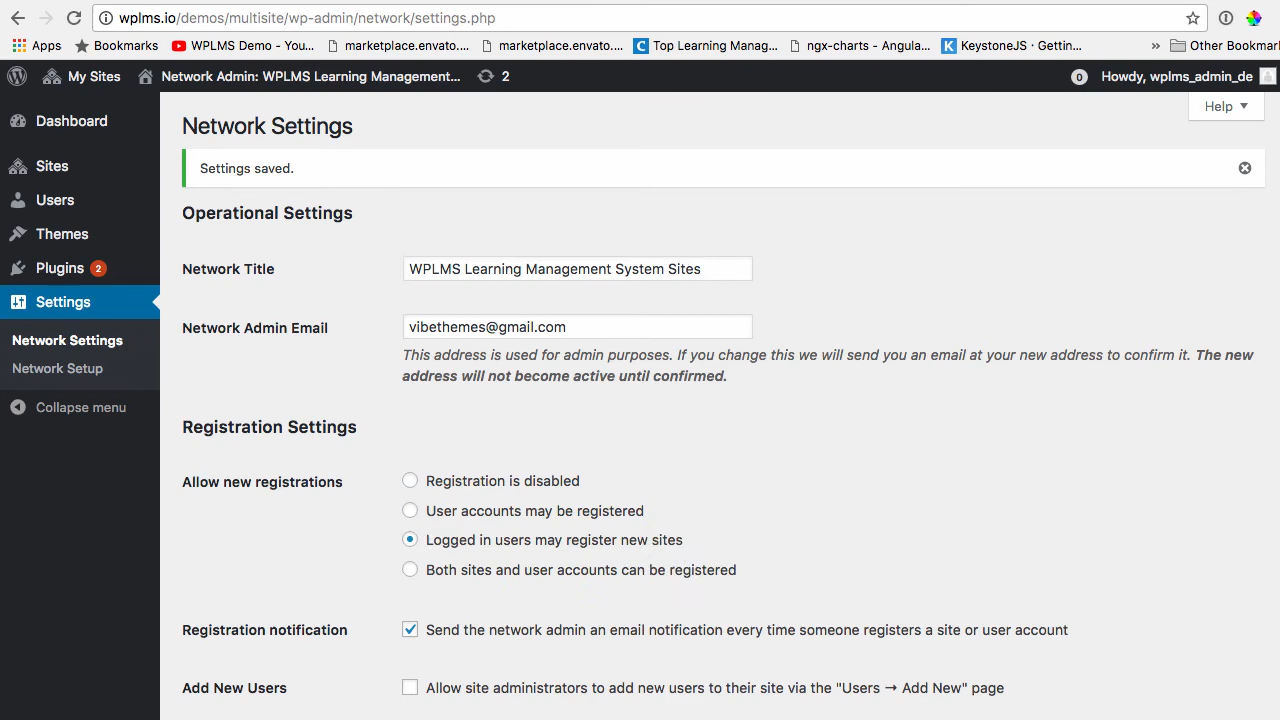 wplms.io/demos/multisite/wp-admin/network/settings.php
Apps Bookmarks WPLMS Demo - You... marketplace.envato.... marketplace.envato.... Top Learning Manag... ngx-charts - Angula... KeystoneJS · Gettin... » Other Bookmar
My Sites Network Admin: WPLMS Learning Management... 2 0 Howdy, wplms_admin_de
Help ▼
Dashboard
Sites
Users
Themes
Plugins 2
Settings
Network Settings
Network Setup
Collapse menu
Network Settings
Settings saved.
Operational Settings
Network Title WPLMS Learning Management System Sites
Network Admin Email vibethemes@gmail.com
This address is used for admin purposes. If you change this we will send you an email at your new address to confirm it. The new
address will not become active until confirmed.
Registration Settings
Allow new registrations Registration is disabled
User accounts may be registered
Logged in users may register new sites
Both sites and user accounts can be registered
Registration notification Send the network admin an email notification every time someone registers a site or user account
Add New Users Allow site administrators to add new users to their site via the "Users → Add New" page